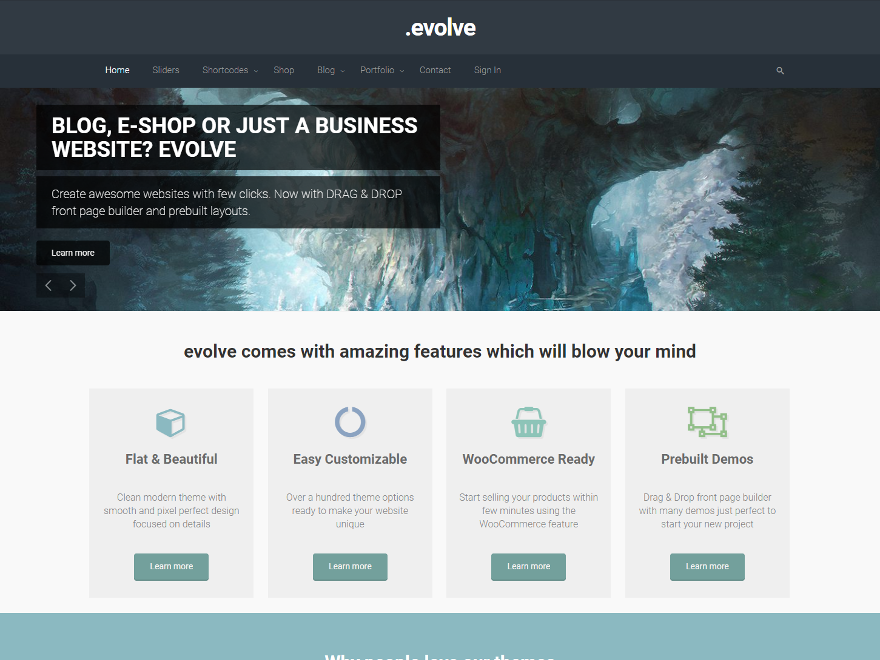 .evolve
Home Sliders Shortcodes Shop Blog Portfolio Contact Sign In
BLOG, E-SHOP OR JUST A BUSINESS
WEBSITE? EVOLVE
Create awesome websites with few clicks. Now with DRAG & DROP
front page builder and prebuilt layouts.
Learn more
evolve comes with amazing features which will blow your mind
Flat & Beautiful
Clean modern theme with
smooth and pixel perfect design
focused on details
Learn more
Easy Customizable
Over a hundred theme options
ready to make your website
unique
Learn more
WooCommerce Ready
Start selling your products within
few minutes using the
WooCommerce feature
Learn more
Prebuilt Demos
Drag & Drop front page builder
with many demos just perfect to
start your new project
Learn more
Why people love our themes